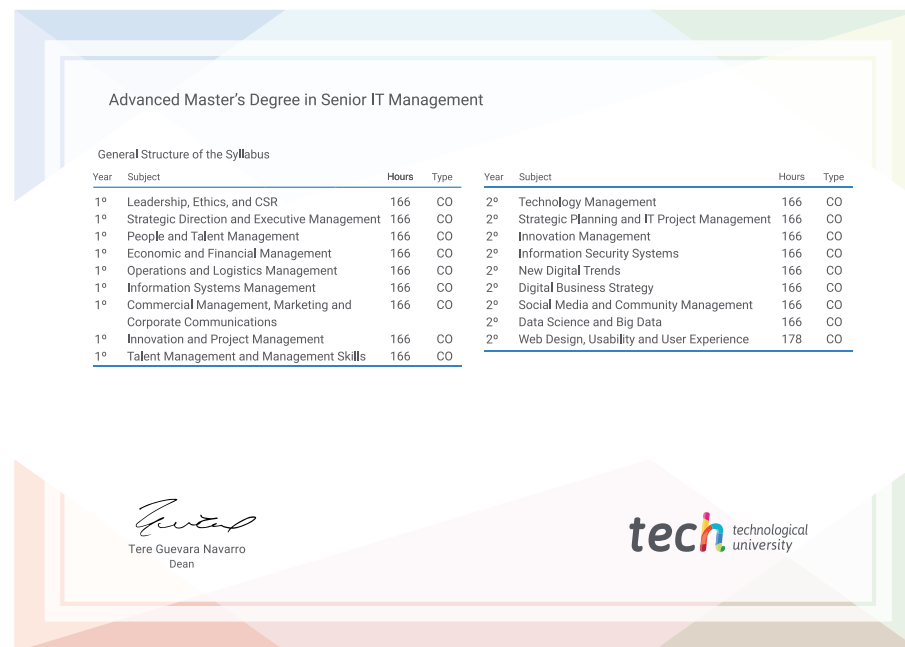 Advanced Master's Degree in Senior IT Management
General Structure of the Syllabus
Year Subject Hours Type
1º Leadership, Ethics, and CSR 166 CO
1º Strategic Direction and Executive Management 166 CO
1º People and Talent Management 166 CO
1º Economic and Financial Management 166 CO
1º Operations and Logistics Management 166 CO
1º Information Systems Management 166 CO
1º Commercial Management, Marketing and 166 CO
Corporate Communications
1º Innovation and Project Management 166 CO
1º Talent Management and Management Skills 166 CO
Year Subject Hours Type
2º Technology Management 166 CO
2º Strategic Planning and IT Project Management 166 CO
2º Innovation Management 166 CO
2º Information Security Systems 166 CO
2º New Digital Trends 166 CO
2º Digital Business Strategy 166 CO
2º Social Media and Community Management 166 CO
2º Data Science and Big Data 166 CO
2º Web Design, Usability and User Experience 178 CO
Tere Guevara Navarro
Dean
tech technological
university